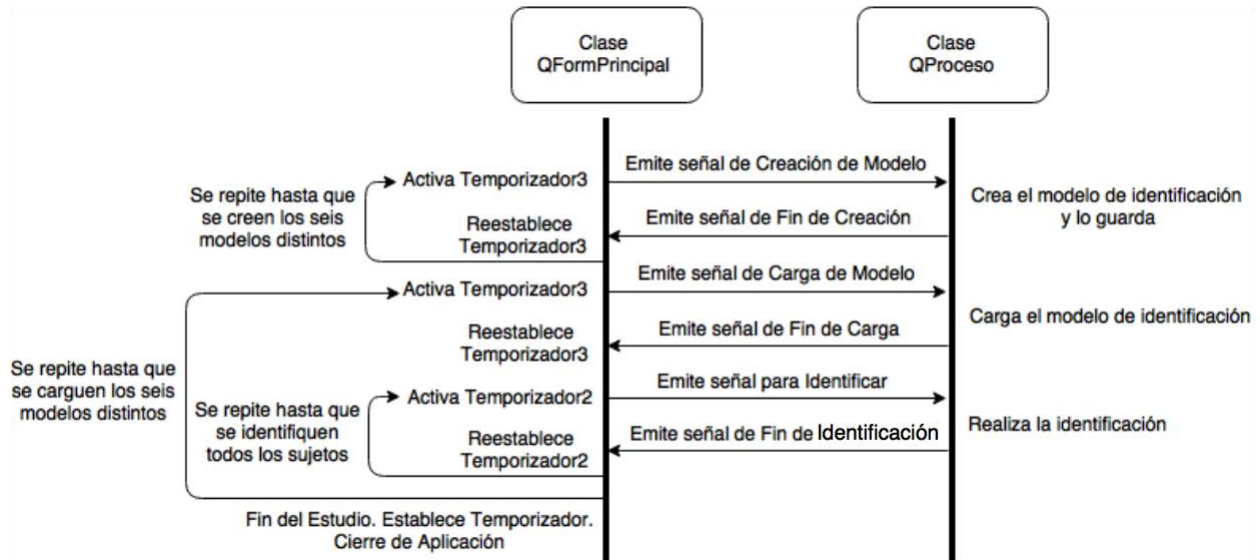 Clase
QFormPrincipal
Clase
QProceso
Emite señal de Creación de Modelo
Activa Temporizador3
Se repite hasta que
se creen los seis
modelos distintos
Crea el modelo de identificación
y lo guarda
Emite señal de Fin de Creación
Reestablece
Temporizador3
Emite señal de Carga de Modelo
Activa Temporizador3
Carga el modelo de identificación
Emite señal de Fin de Carga
Reestablece
Temporizador3
Se repite hasta que
se carguen los seis
modelos distintos
Emite señal para Identificar
Activa Temporizador2
Se repite hasta que
se identifiquen
todos los sujetos
Realiza la identificación
Emite señal de Fin de Identificación
Reestablece
Temporizador2
Fin del Estudio. Establece Temporizador.
Cierre de Aplicación